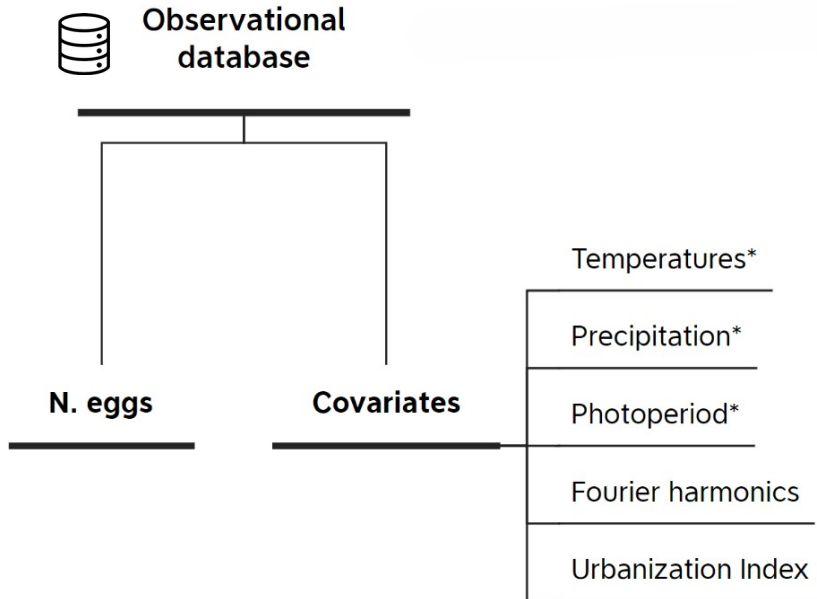 Observational
database
N. eggs
Covariates
Temperatures*
Precipitation*
Photoperiod*
Fourier harmonics
Urbanization Index